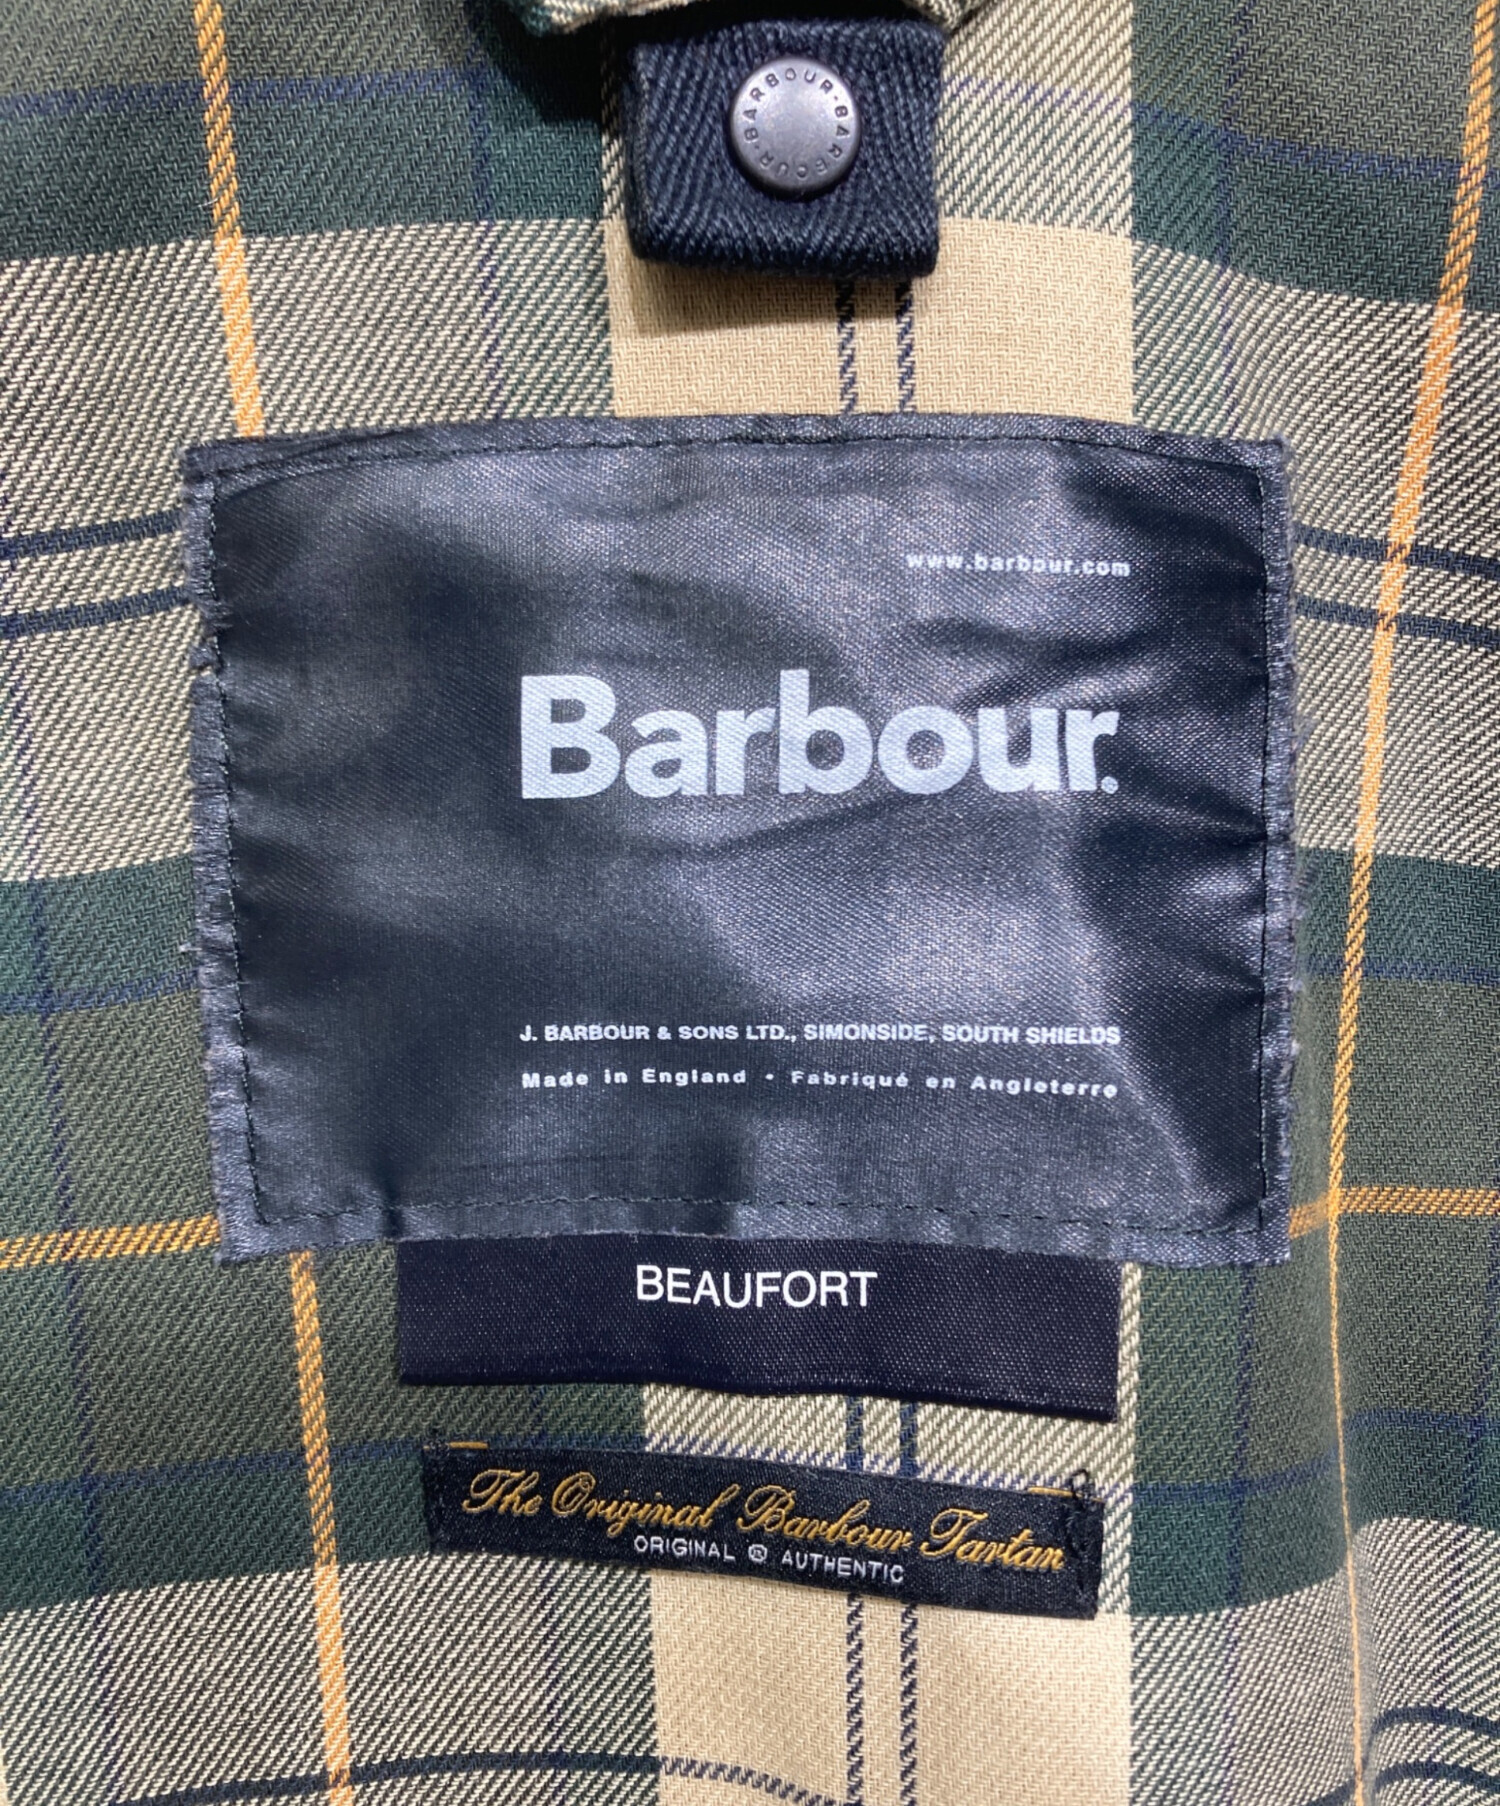 BARBOUR · BARBOUR ·
www.barbour.com
Barbour.
J. BARBOUR & SONS LTD., SIMONSIDE, SOUTH SHIELDS
Made in England • Fabriqué en Angleterre
BEAUFORT
The Original Barbour Tartan
ORIGINAL ® AUTHENTIC